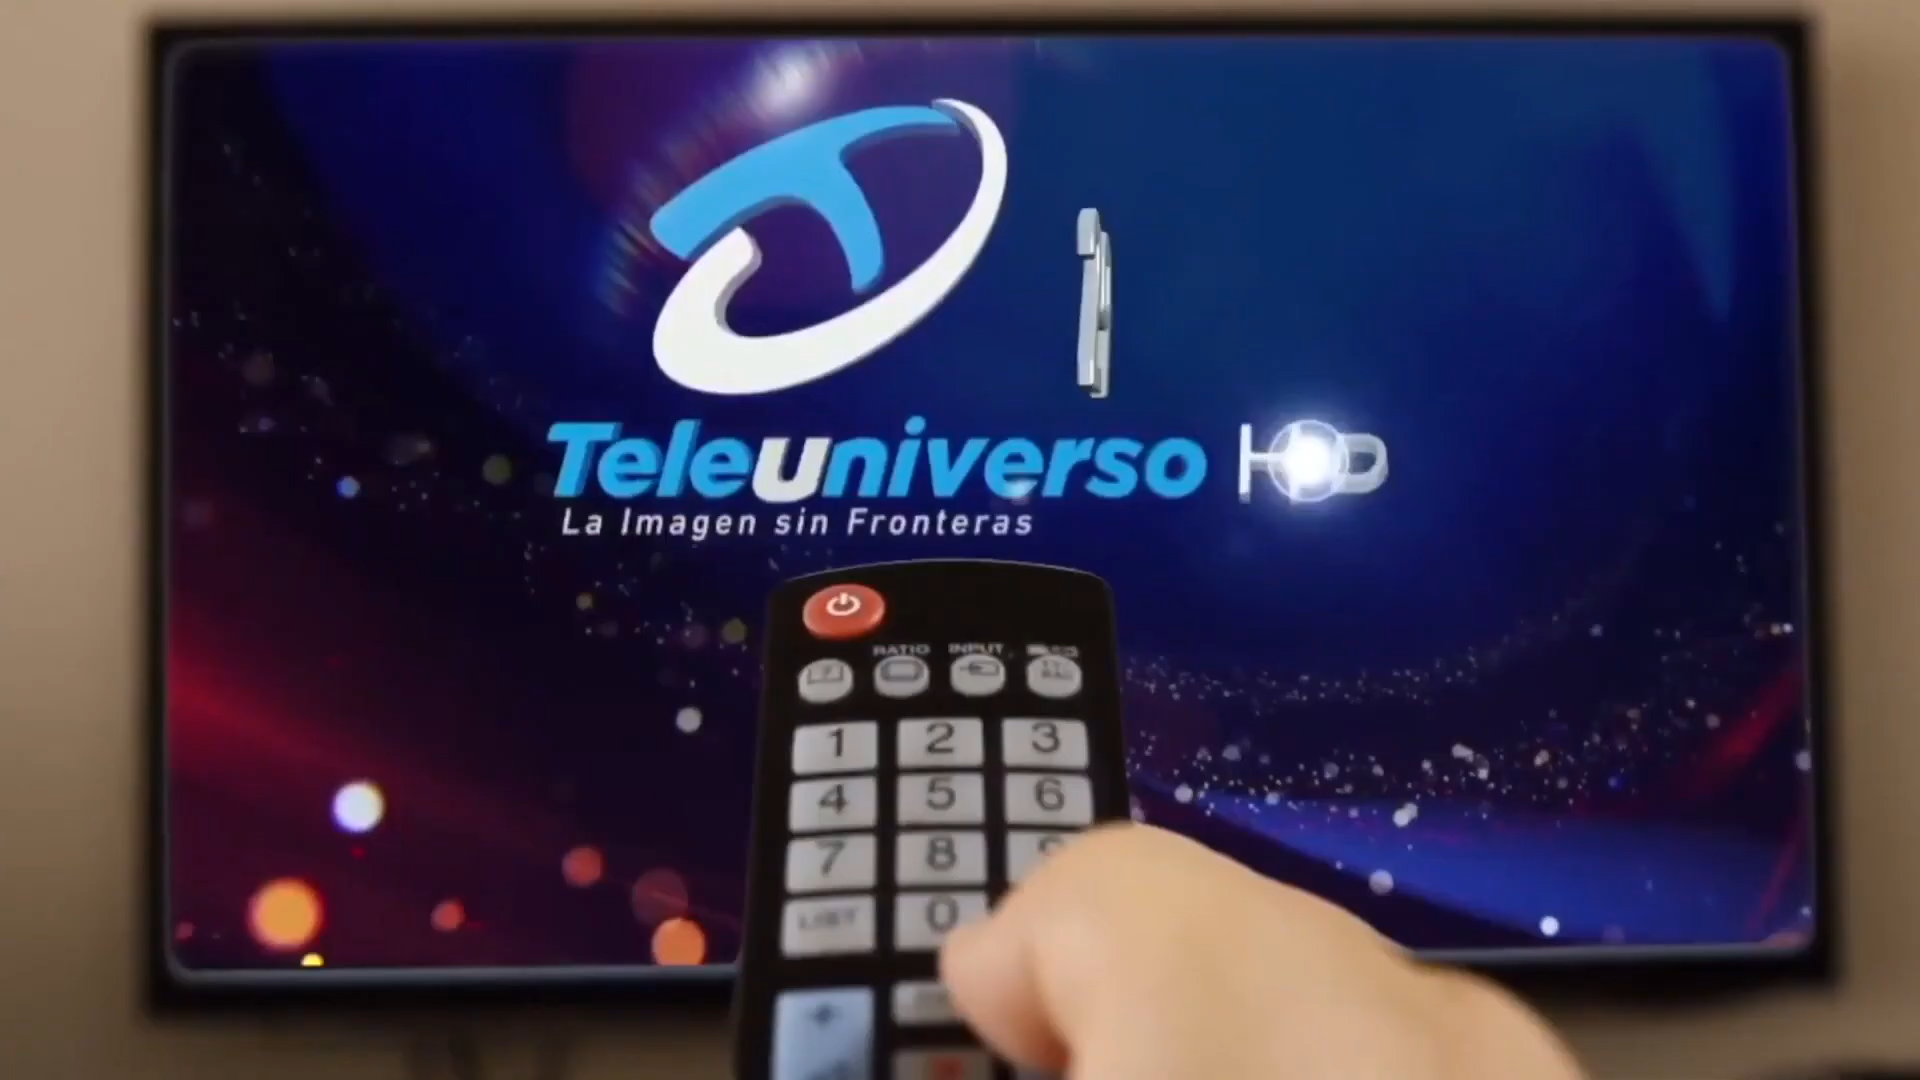 Teleuniverso HD
La Imagen sin Fronteras
RATIO INPUT
1 2 3
4 5 6
7 8
LIST 0